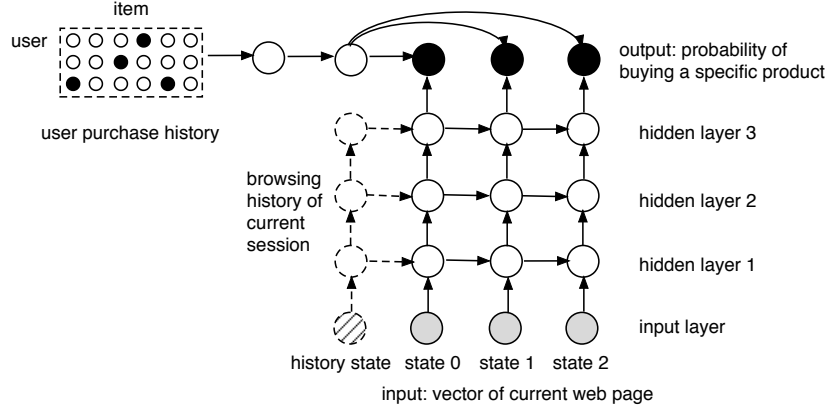 item
user
user purchase history
output: probability of
buying a specific product
hidden layer 3
browsing
history of
current
session
hidden layer 2
hidden layer 1
input layer
history state
state 0
state 1
state 2
input: vector of current web page